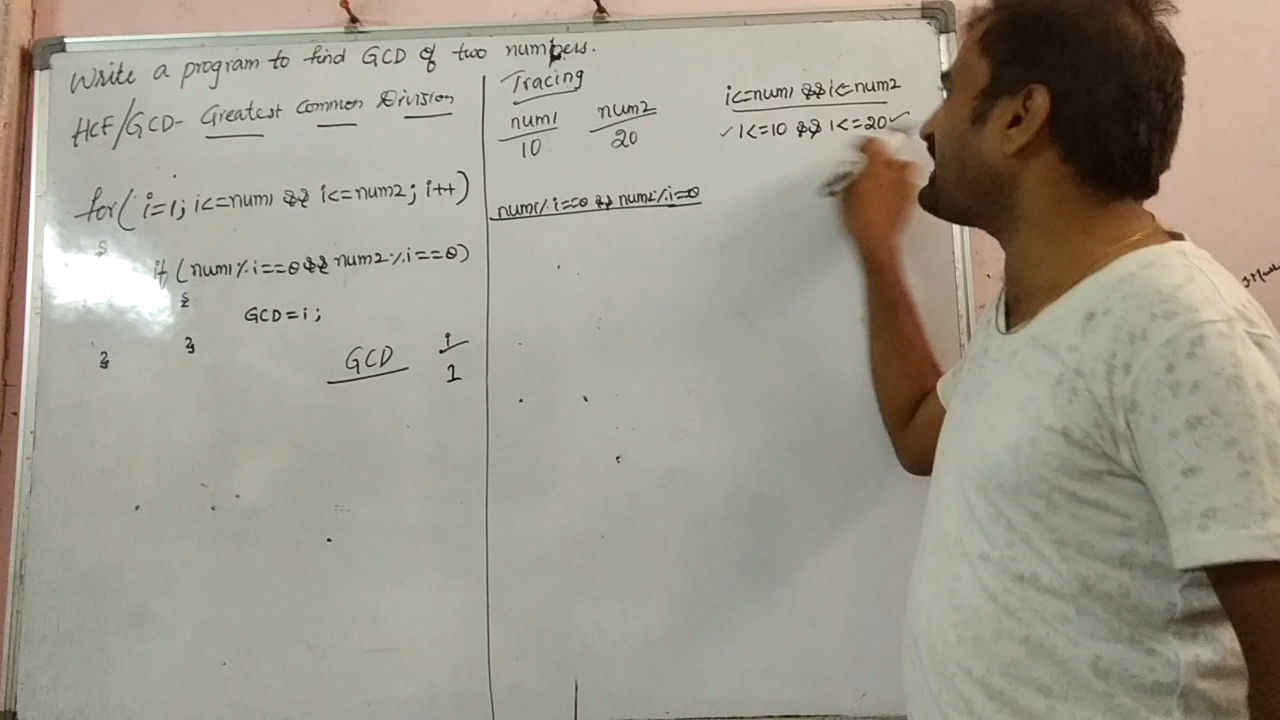 Write a program to find GCD of two numbers.
HCF/GCD- Greatest Common Division
for( i=1; i<=num1 && i<=num2; i++)
{
if (num1%i==0 && num2%i==0)
{
GCD=i;
}
}
GCD i
1
Tracing
num1 num2
10 20
num1%i==0 && num2%i==0
i<=num1 && i<=num2
✓1<=10 && 1<=20✓